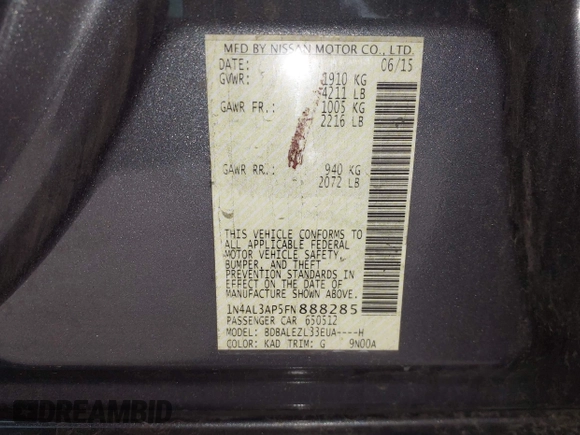 MFD BY NISSAN MOTOR CO., LTD.
DATE: 06/15
GVWR: 1910 KG
4211 LB
GAWR FR.: 1005 KG
2216 LB
GAWR RR.: 940 KG
2072 LB
THIS VEHICLE CONFORMS TO
ALL APPLICABLE FEDERAL
MOTOR VEHICLE SAFETY,
BUMPER, AND THEFT
PREVENTION STANDARDS IN
EFFECT ON THE DATE OF
MANUFACTURE SHOWN ABOVE.
1N4AL3AP5FN888285
PASSENGER CAR 650512
MODEL: BDBALEZL33EUA----H
COLOR: KAD TRIM: G 9N00A
DREAMBID